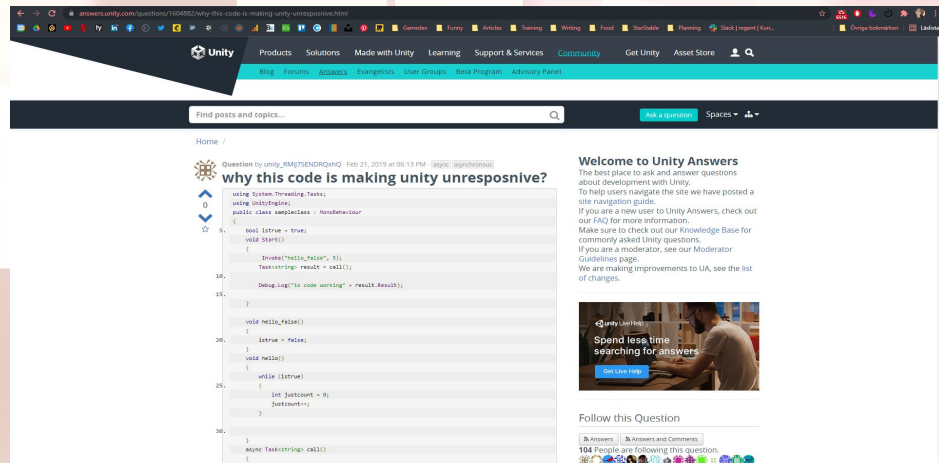 answers.unity.com/questions/1604662/why-this-code-is-making-unity-unresposnive.html
Gamedev Funny Articles Training Writing Food StarStable Planning Slack | regent | Kun... Övriga bokmärken Läslista
Unity Products Solutions Made with Unity Learning Support & Services Community Get Unity Asset Store
Blog Forums Answers Evangelists User Groups Beta Program Advisory Panel
Find posts and topics...
Ask a question Spaces
Home /
Question by unity_RMIJ7SENDRQxhQ · Feb 21, 2019 at 06:13 PM · async asynchronous
why this code is making unity unresposnive?
0
using System.Threading.Tasks;
using UnityEngine;
public class sampleclass : MonoBehaviour
{
5. bool istrue = true;
void Start()
{
Invoke("hello_false", 5);
Task<string> result = call();
10.
Debug.Log("is code working" + result.Result);
15.
}
void hello_false()
{
20. istrue = false;
}
void hello()
{
while (istrue)
25. {
int justcount = 0;
justcount++;
}
30.
}
async Task<string> call()
{
Welcome to Unity Answers
The best place to ask and answer questions
about development with Unity.
To help users navigate the site we have posted a
site navigation guide.
If you are a new user to Unity Answers, check out
our FAQ for more information.
Make sure to check out our Knowledge Base for
commonly asked Unity questions.
If you are a moderator, see our Moderator
Guidelines page.
We are making improvements to UA, see the list
of changes.
unity Live Help
Spend less time
searching for answers
Get Live Help
Follow this Question
Answers Answers and Comments
104 People are following this question.